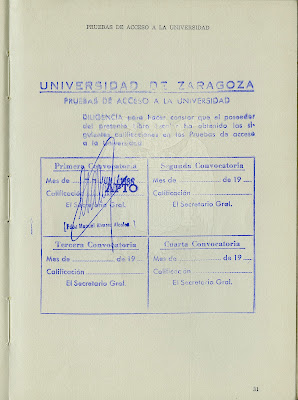 PRUEBAS DE ACCESO A LA UNIVERSIDAD
UNIVERSIDAD DE ZARAGOZA
PRUEBAS DE ACCESO A LA UNIVERSIDAD
DILIGENCIA para hacer constar que el poseedor
del presente Libro ha obtenido las si-
guientes calificaciones en las Pruebas de acceso
a la Universidad
Primera Convocatoria
Mes de JUN.
Calificación APTO
El Secretario Gral.
Segunda Convocatoria
Mes de de 19
Calificación
El Secretario Gral.
Tercera Convocatoria
Mes de de 19
Calificación
El Secretario Gral.
Cuarta Convocatoria
Mes de de 19
Calificación
El Secretario Gral.
31